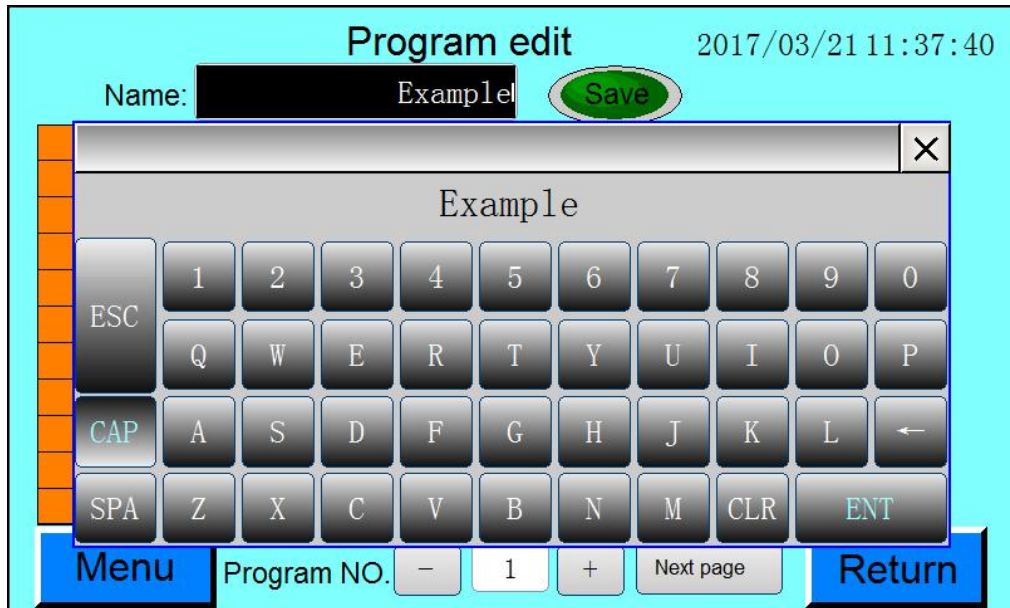 Program edit 2017/03/21 11:37:40
Name: Example Save
×
Example
1 2 3 4 5 6 7 8 9 0
ESC
Q W E R T Y U I O P
CAP A S D F G H J K L ←
SPA Z X C V B N M CLR ENT
Menu Program NO. － 1 + Next page Return